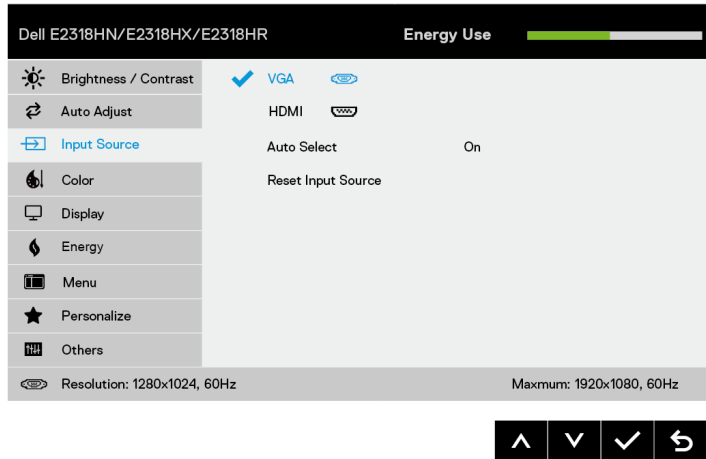 Dell E2318HN/E2318HX/E2318HR Energy Use
Brightness / Contrast
VGA
Auto Adjust
HDMI
Input Source
Auto Select On
Color
Reset Input Source
Display
Energy
Menu
Personalize
Others
Resolution: 1280x1024, 60Hz Maxmum: 1920x1080, 60Hz